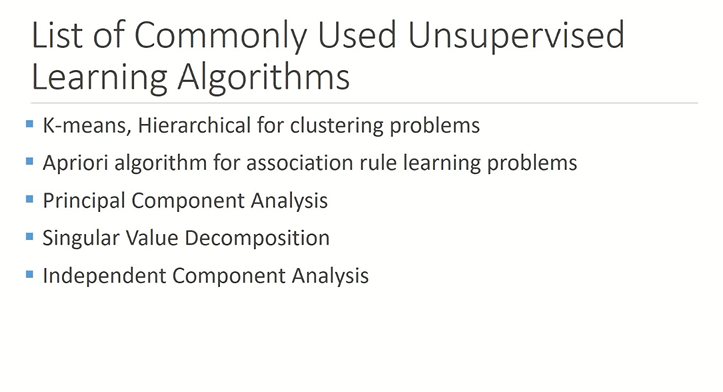 List of Commonly Used Unsupervised
Learning Algorithms
K-means, Hierarchical for clustering problems
Apriori algorithm for association rule learning problems
Principal Component Analysis
Singular Value Decomposition
Independent Component Analysis